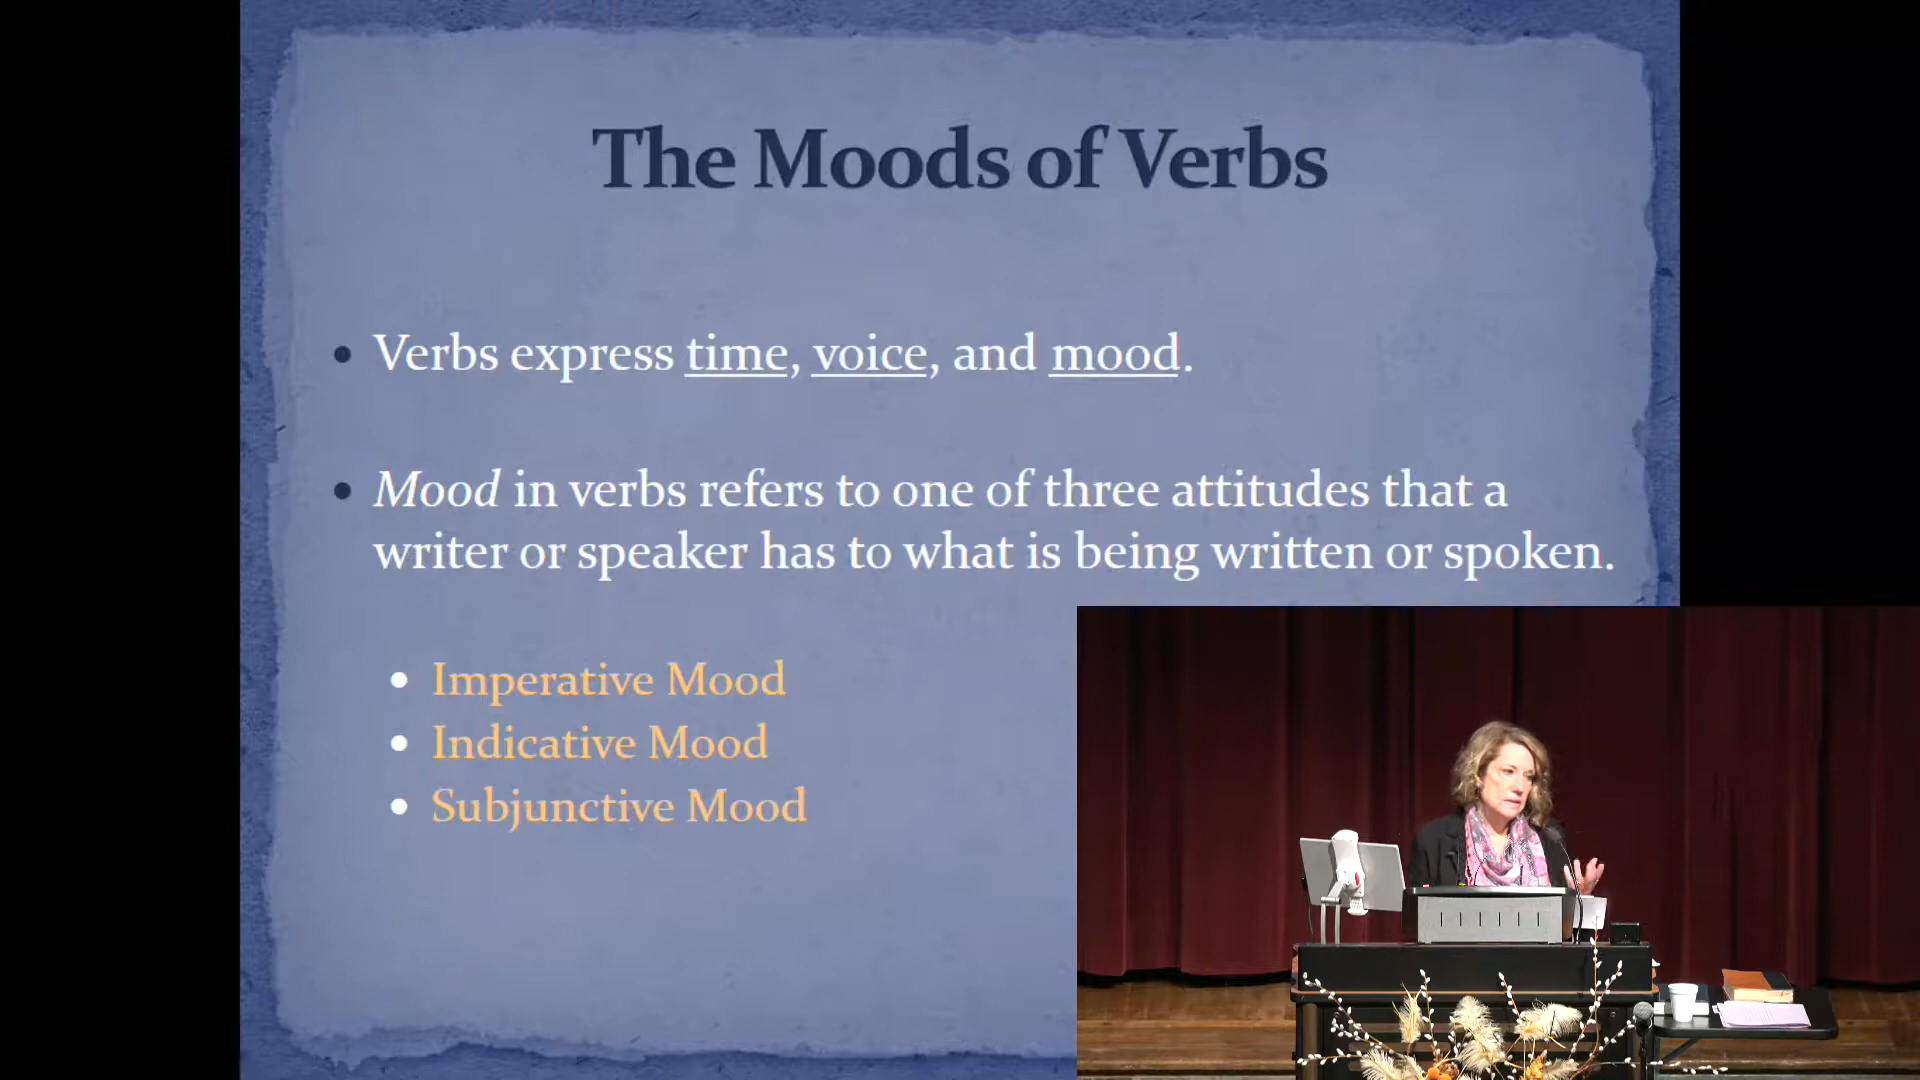 The Moods of Verbs
Verbs express time, voice, and mood.
Mood in verbs refers to one of three attitudes that a
writer or speaker has to what is being written or spoken.
Imperative Mood
Indicative Mood
Subjunctive Mood